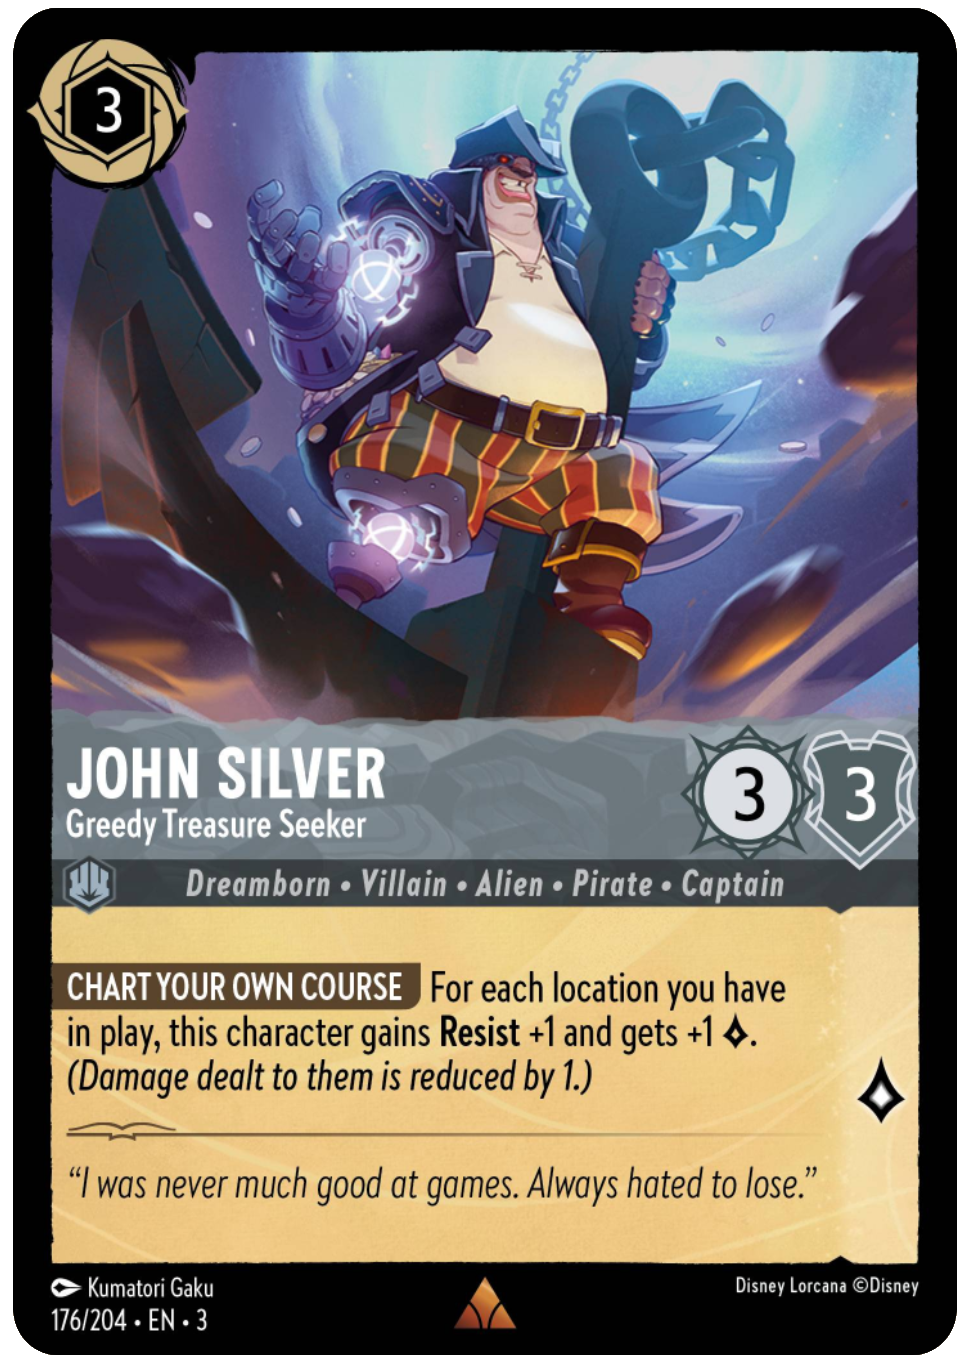 3
JOHN SILVER
Greedy Treasure Seeker
3
3
Dreamborn • Villain • Alien • Pirate • Captain
CHART YOUR OWN COURSE For each location you have
in play, this character gains Resist +1 and gets +1 .
(Damage dealt to them is reduced by 1.)
“I was never much good at games. Always hated to lose.”
Kumatori Gaku
Disney Lorcana ©Disney
176/204 • EN • 3